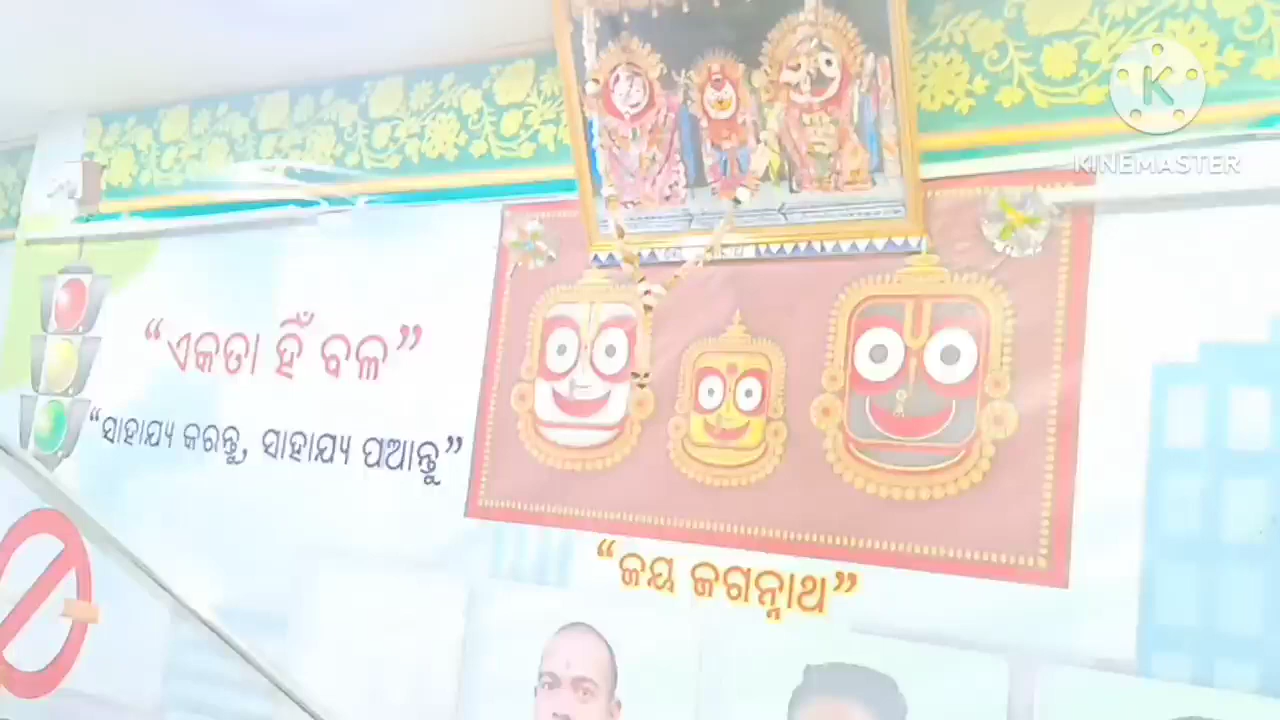 KINEMASTER
“ଏକତା ହିଁ ବଳ”
“ସାହାଯ୍ୟ କରନ୍ତୁ, ସାହାଯ୍ୟ ପଆନ୍ତୁ”
“ଜୟ ଜଗନ୍ନାଥ”